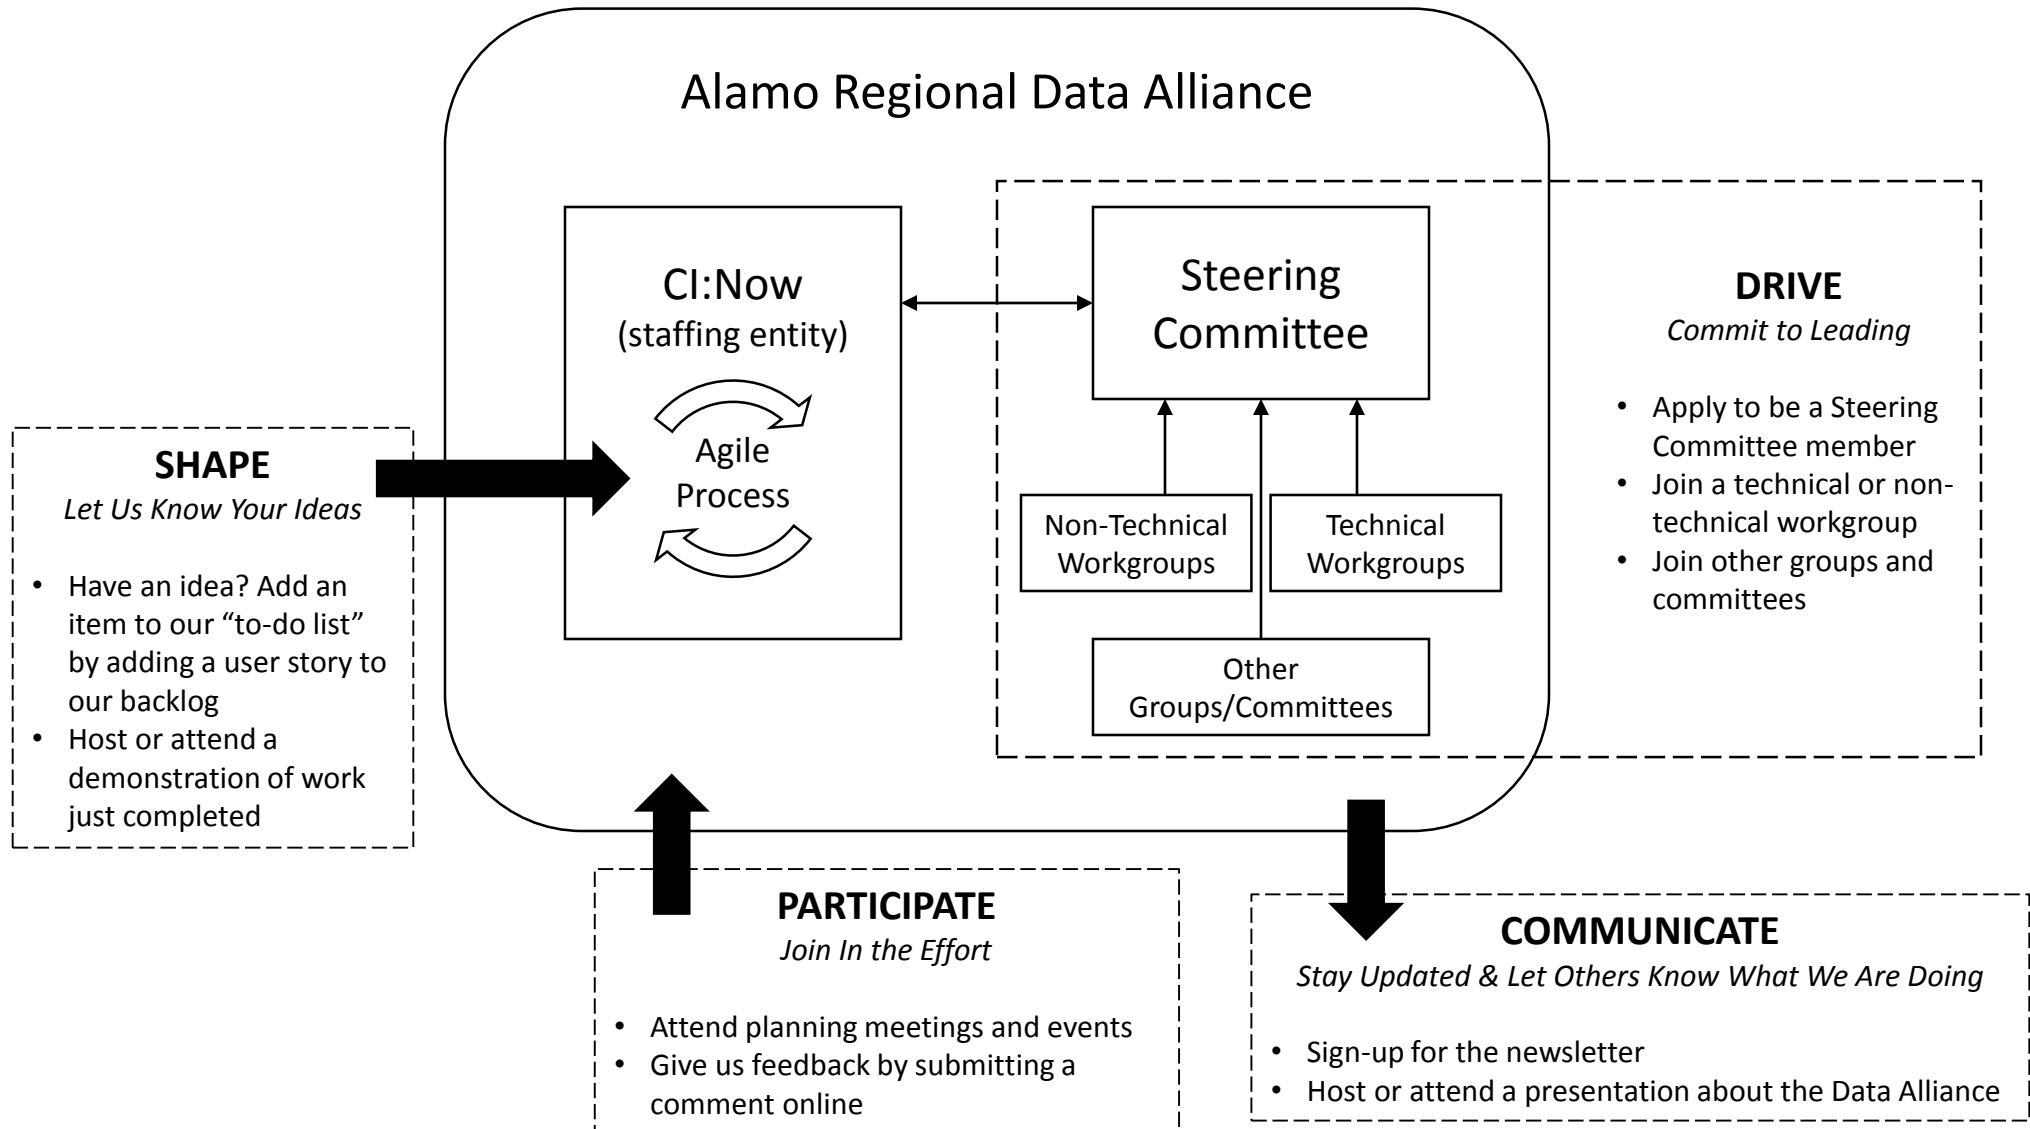 Alamo Regional Data Alliance
CI:Now
(staffing entity)
Agile
Process
Steering
Committee
Non-Technical
Workgroups
Technical
Workgroups
Other
Groups/Committees
DRIVE
Commit to Leading
• Apply to be a Steering
Committee member
• Join a technical or non-
technical workgroup
• Join other groups and
committees
SHAPE
Let Us Know Your Ideas
• Have an idea? Add an
item to our “to-do list”
by adding a user story to
our backlog
• Host or attend a
demonstration of work
just completed
PARTICIPATE
Join In the Effort
• Attend planning meetings and events
• Give us feedback by submitting a
comment online
COMMUNICATE
Stay Updated & Let Others Know What We Are Doing
• Sign-up for the newsletter
• Host or attend a presentation about the Data Alliance